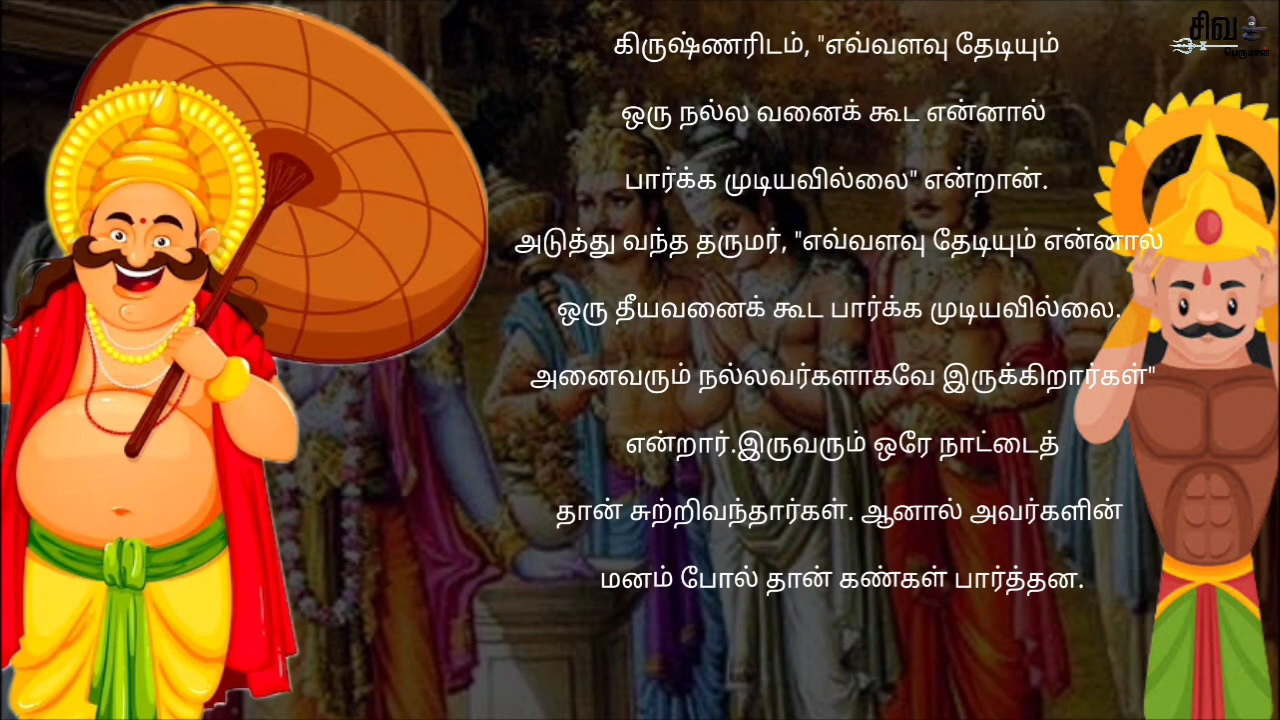 சிவ
கிருஷ்ணரிடம், "எவ்வளவு தேடியும்
ஒரு நல்ல வனைக் கூட என்னால்
பார்க்க முடியவில்லை" என்றான்.
அடுத்து வந்த தருமர், "எவ்வளவு தேடியும் என்னால்
ஒரு தீயவனைக் கூட பார்க்க முடியவில்லை.
அனைவரும் நல்லவர்களாகவே இருக்கிறார்கள்"
என்றார்.இருவரும் ஒரே நாட்டைத்
தான் சுற்றிவந்தார்கள். ஆனால் அவர்களின்
மனம் போல் தான் கண்கள் பார்த்தன.